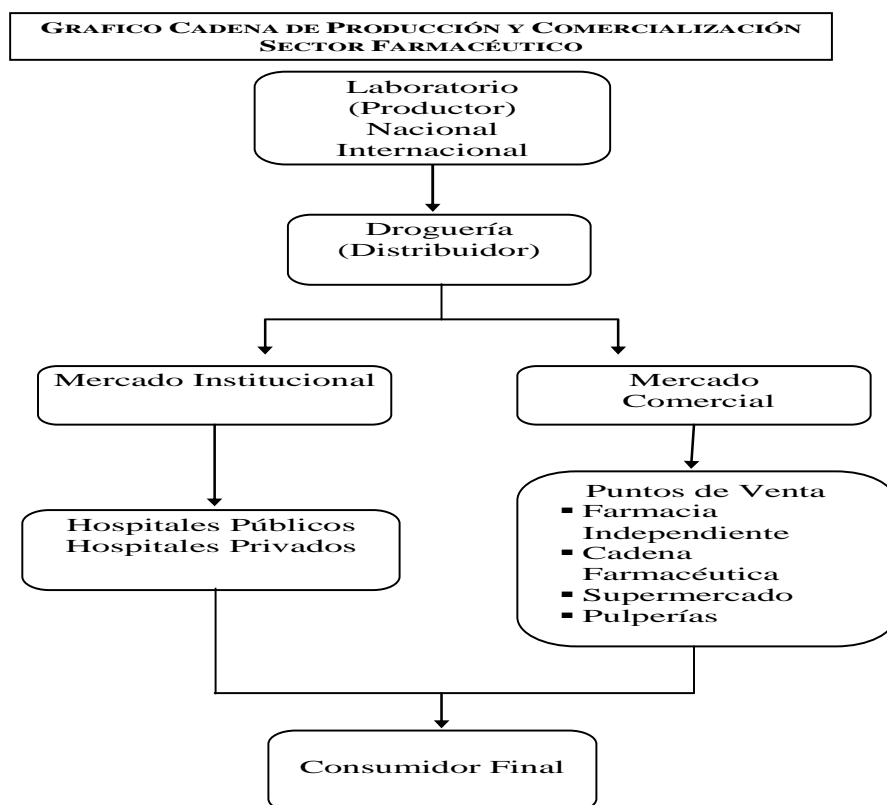 GRAFICO CADENA DE PRODUCCIÓN Y COMERCIALIZACIÓN
SECTOR FARMACÉUTICO
Laboratorio
(Productor)
Nacional
Internacional
Droguería
(Distribuidor)
Mercado Institucional
Mercado
Comercial
Hospitales Públicos
Hospitales Privados
Puntos de Venta
▪ Farmacia
Independiente
▪ Cadena
Farmacéutica
▪ Supermercado
▪ Pulperías
Consumidor Final